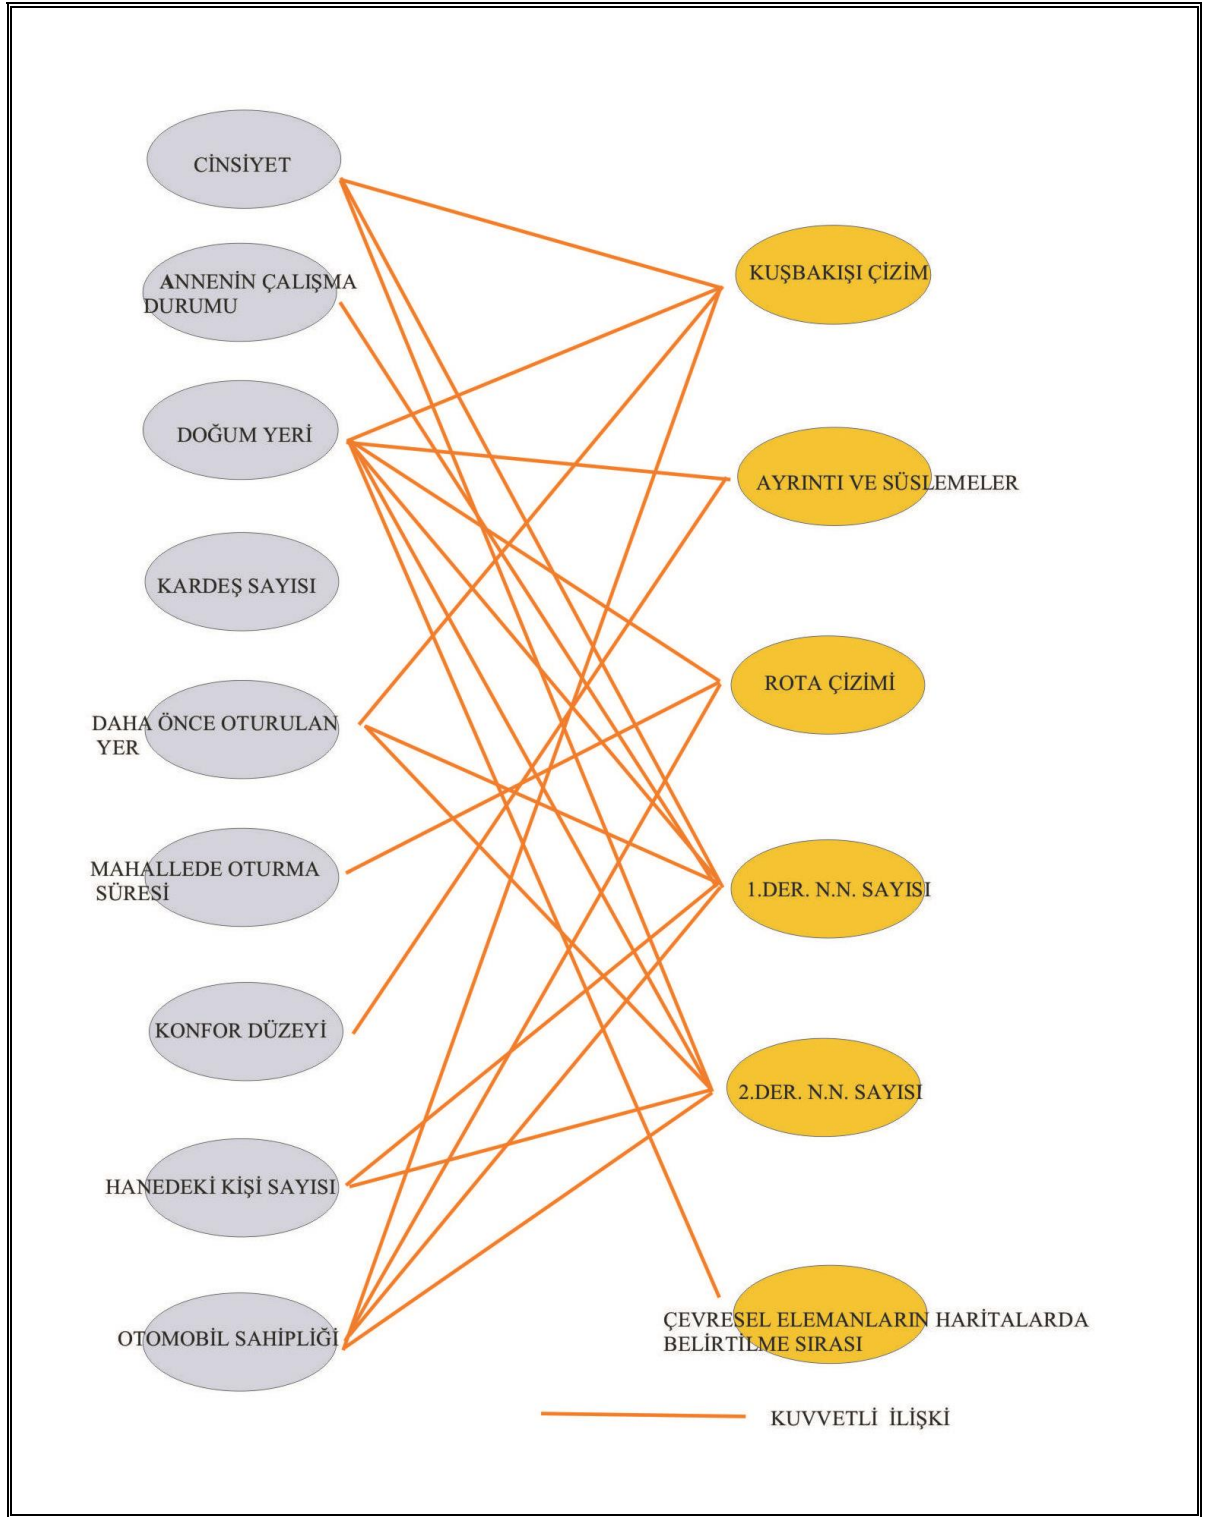 CİNSİYET
ANNENİN ÇALIŞMA
DURUMU
DOĞUM YERİ
KARDEŞ SAYISI
DAHA ÖNCE OTURULAN
YER
MAHALLEDE OTURMA
SÜRESİ
KONFOR DÜZEYİ
HANEDEKİ KİŞİ SAYISI
OTOMOBİL SAHİPLİĞİ
KUŞBAKIŞI ÇİZİM
AYRINTI VE SÜSLEMELER
ROTA ÇİZİMİ
1.DER. N.N. SAYISI
2.DER. N.N. SAYISI
ÇEVRESEL ELEMANLARIN HARİTALARDA
BELİRTİLME SIRASI
KUVVETLİ İLİŞKİ